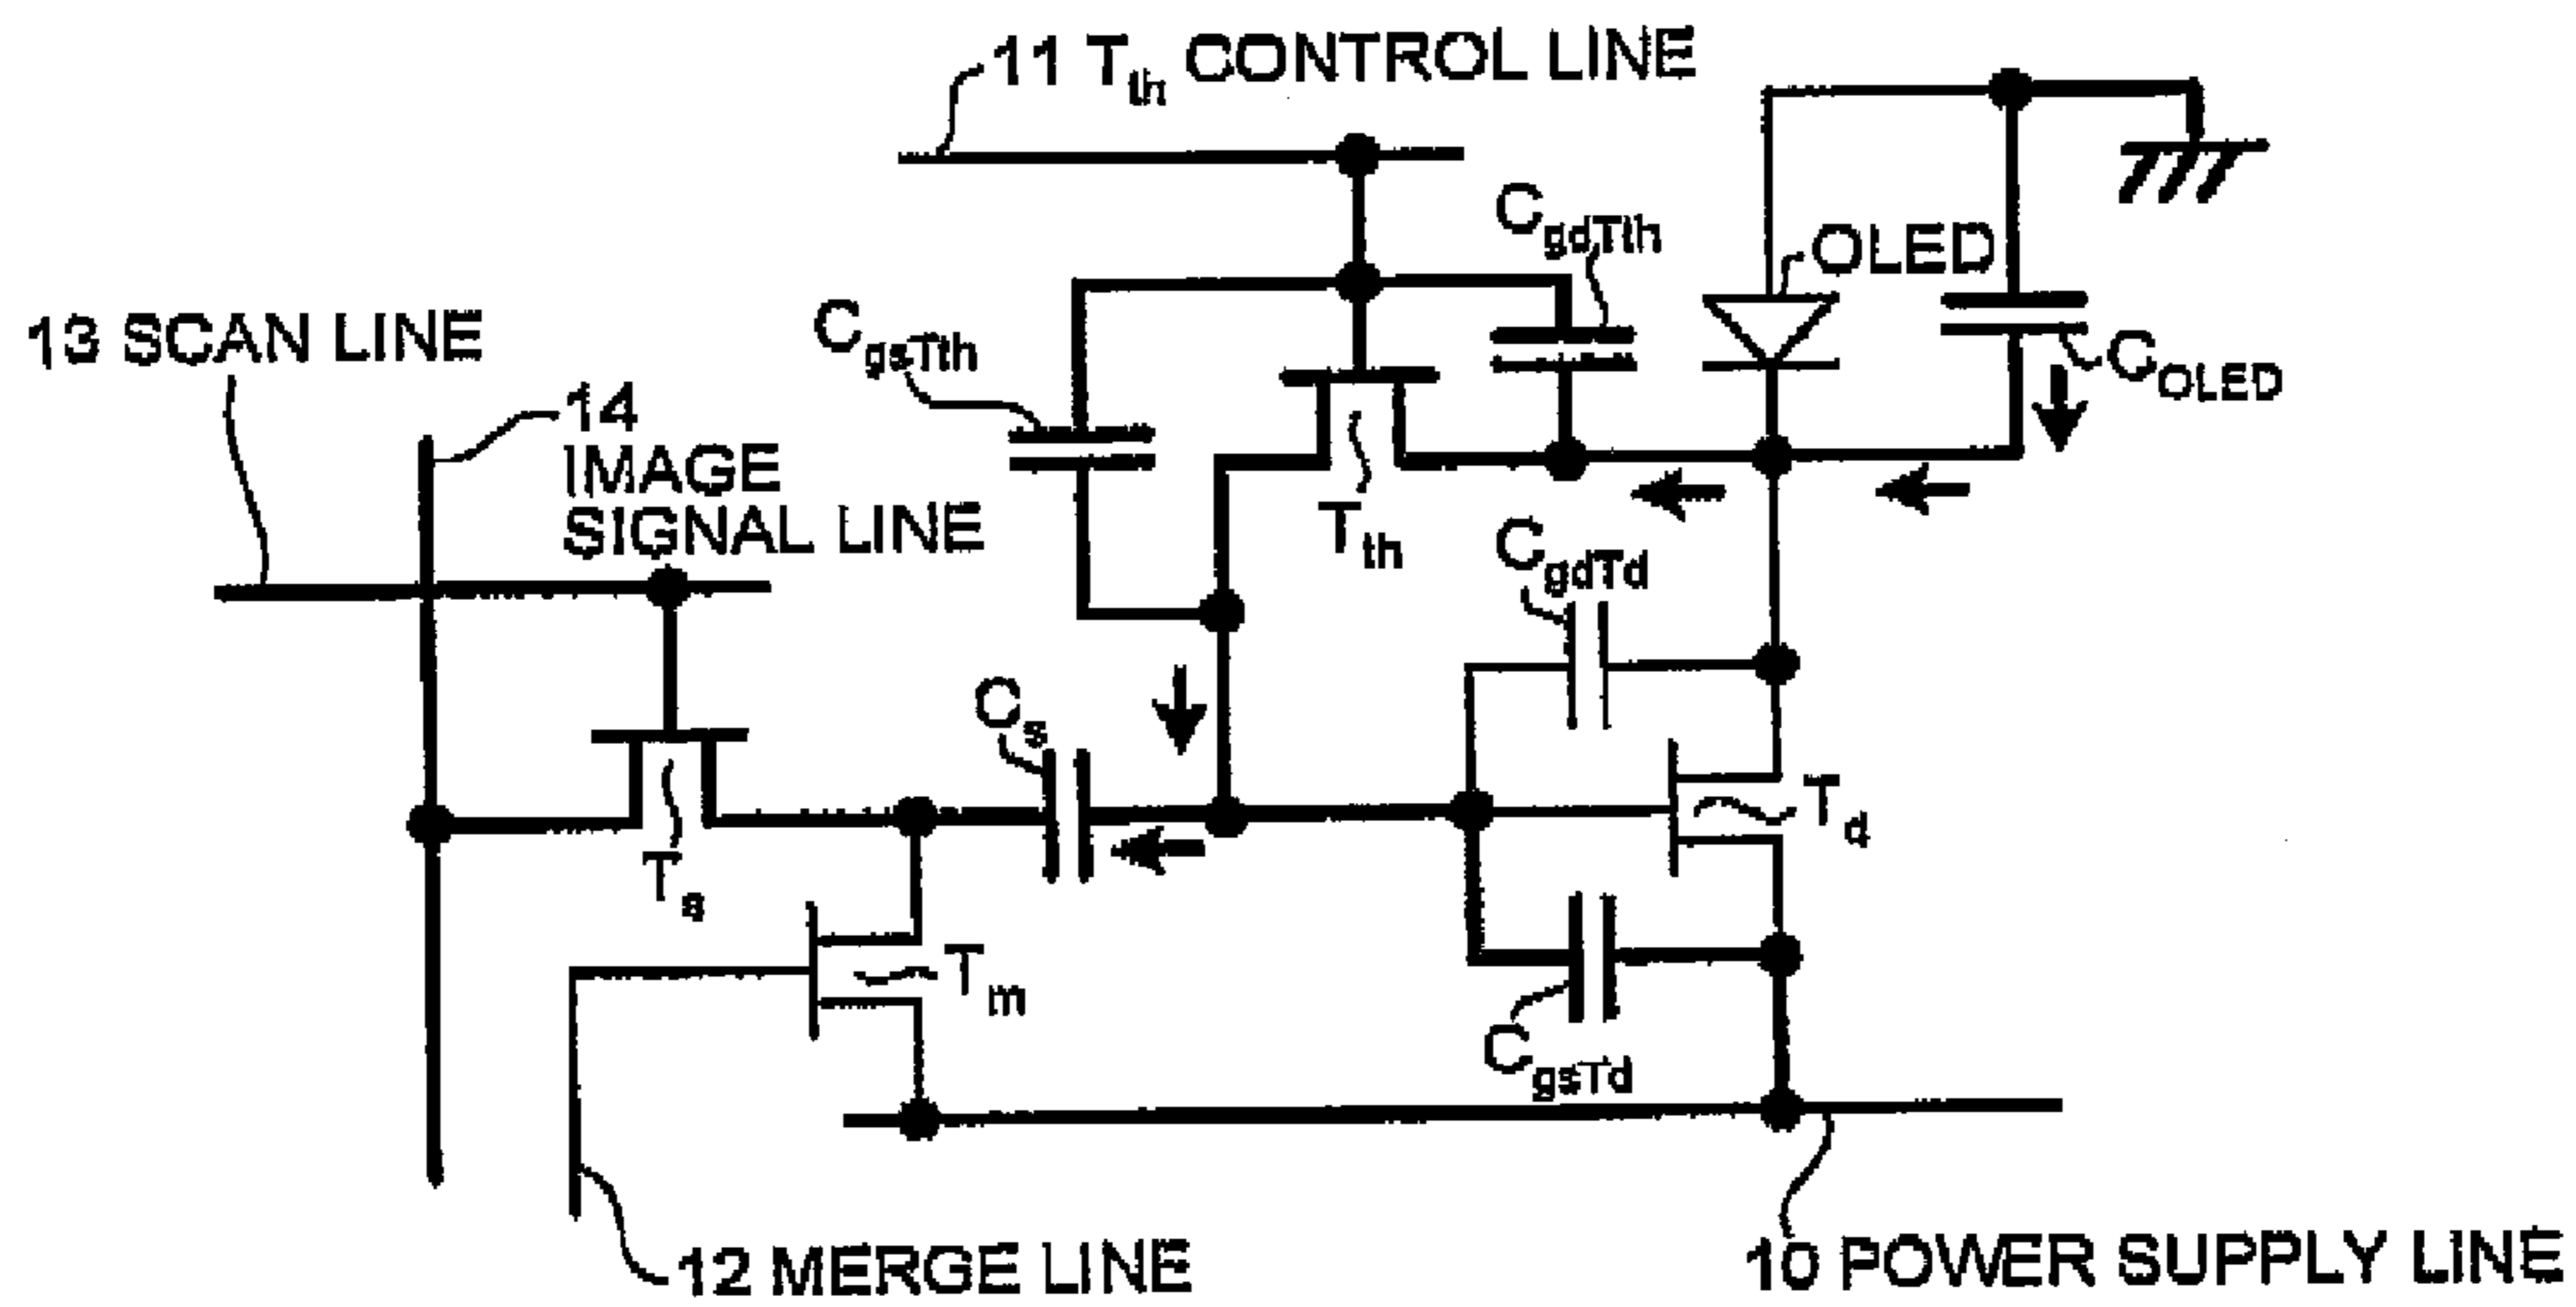 11 Tth CONTROL LINE
CgdTth
OLED
CgsTth
13 SCAN LINE
COLED
14
IMAGE
SIGNAL LINE
Tth
CgdTd
Cs
Td
Ts
Tm
CgsTd
12 MERGE LINE
10 POWER SUPPLY LINE